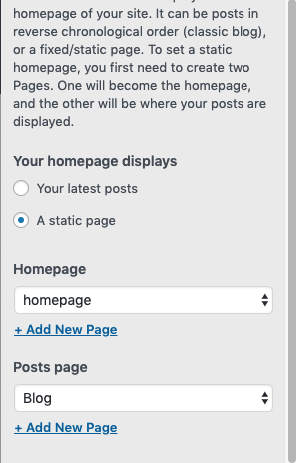 homepage of your site. It can be posts in
reverse chronological order (classic blog),
or a fixed/static page. To set a static
homepage, you first need to create two
Pages. One will become the homepage,
and the other will be where your posts are
displayed.
Your homepage displays
Your latest posts
A static page
Homepage
homepage
+ Add New Page
Posts page
Blog
+ Add New Page